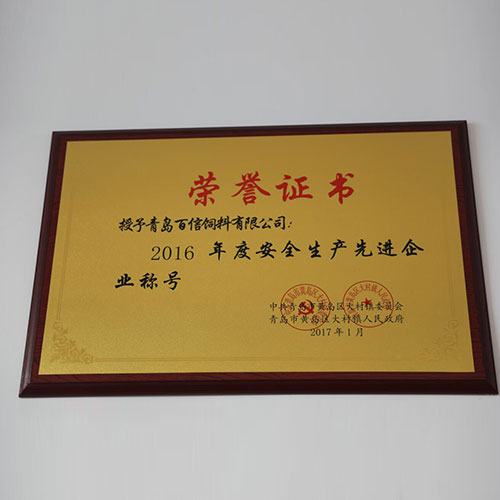 荣誉证书
授予青岛百信饲料有限公司：
2016 年度安全生产先进企
业称号
中共青岛市黄岛区大村镇委员会
青岛市黄岛区大村镇人民政府
2017年1月